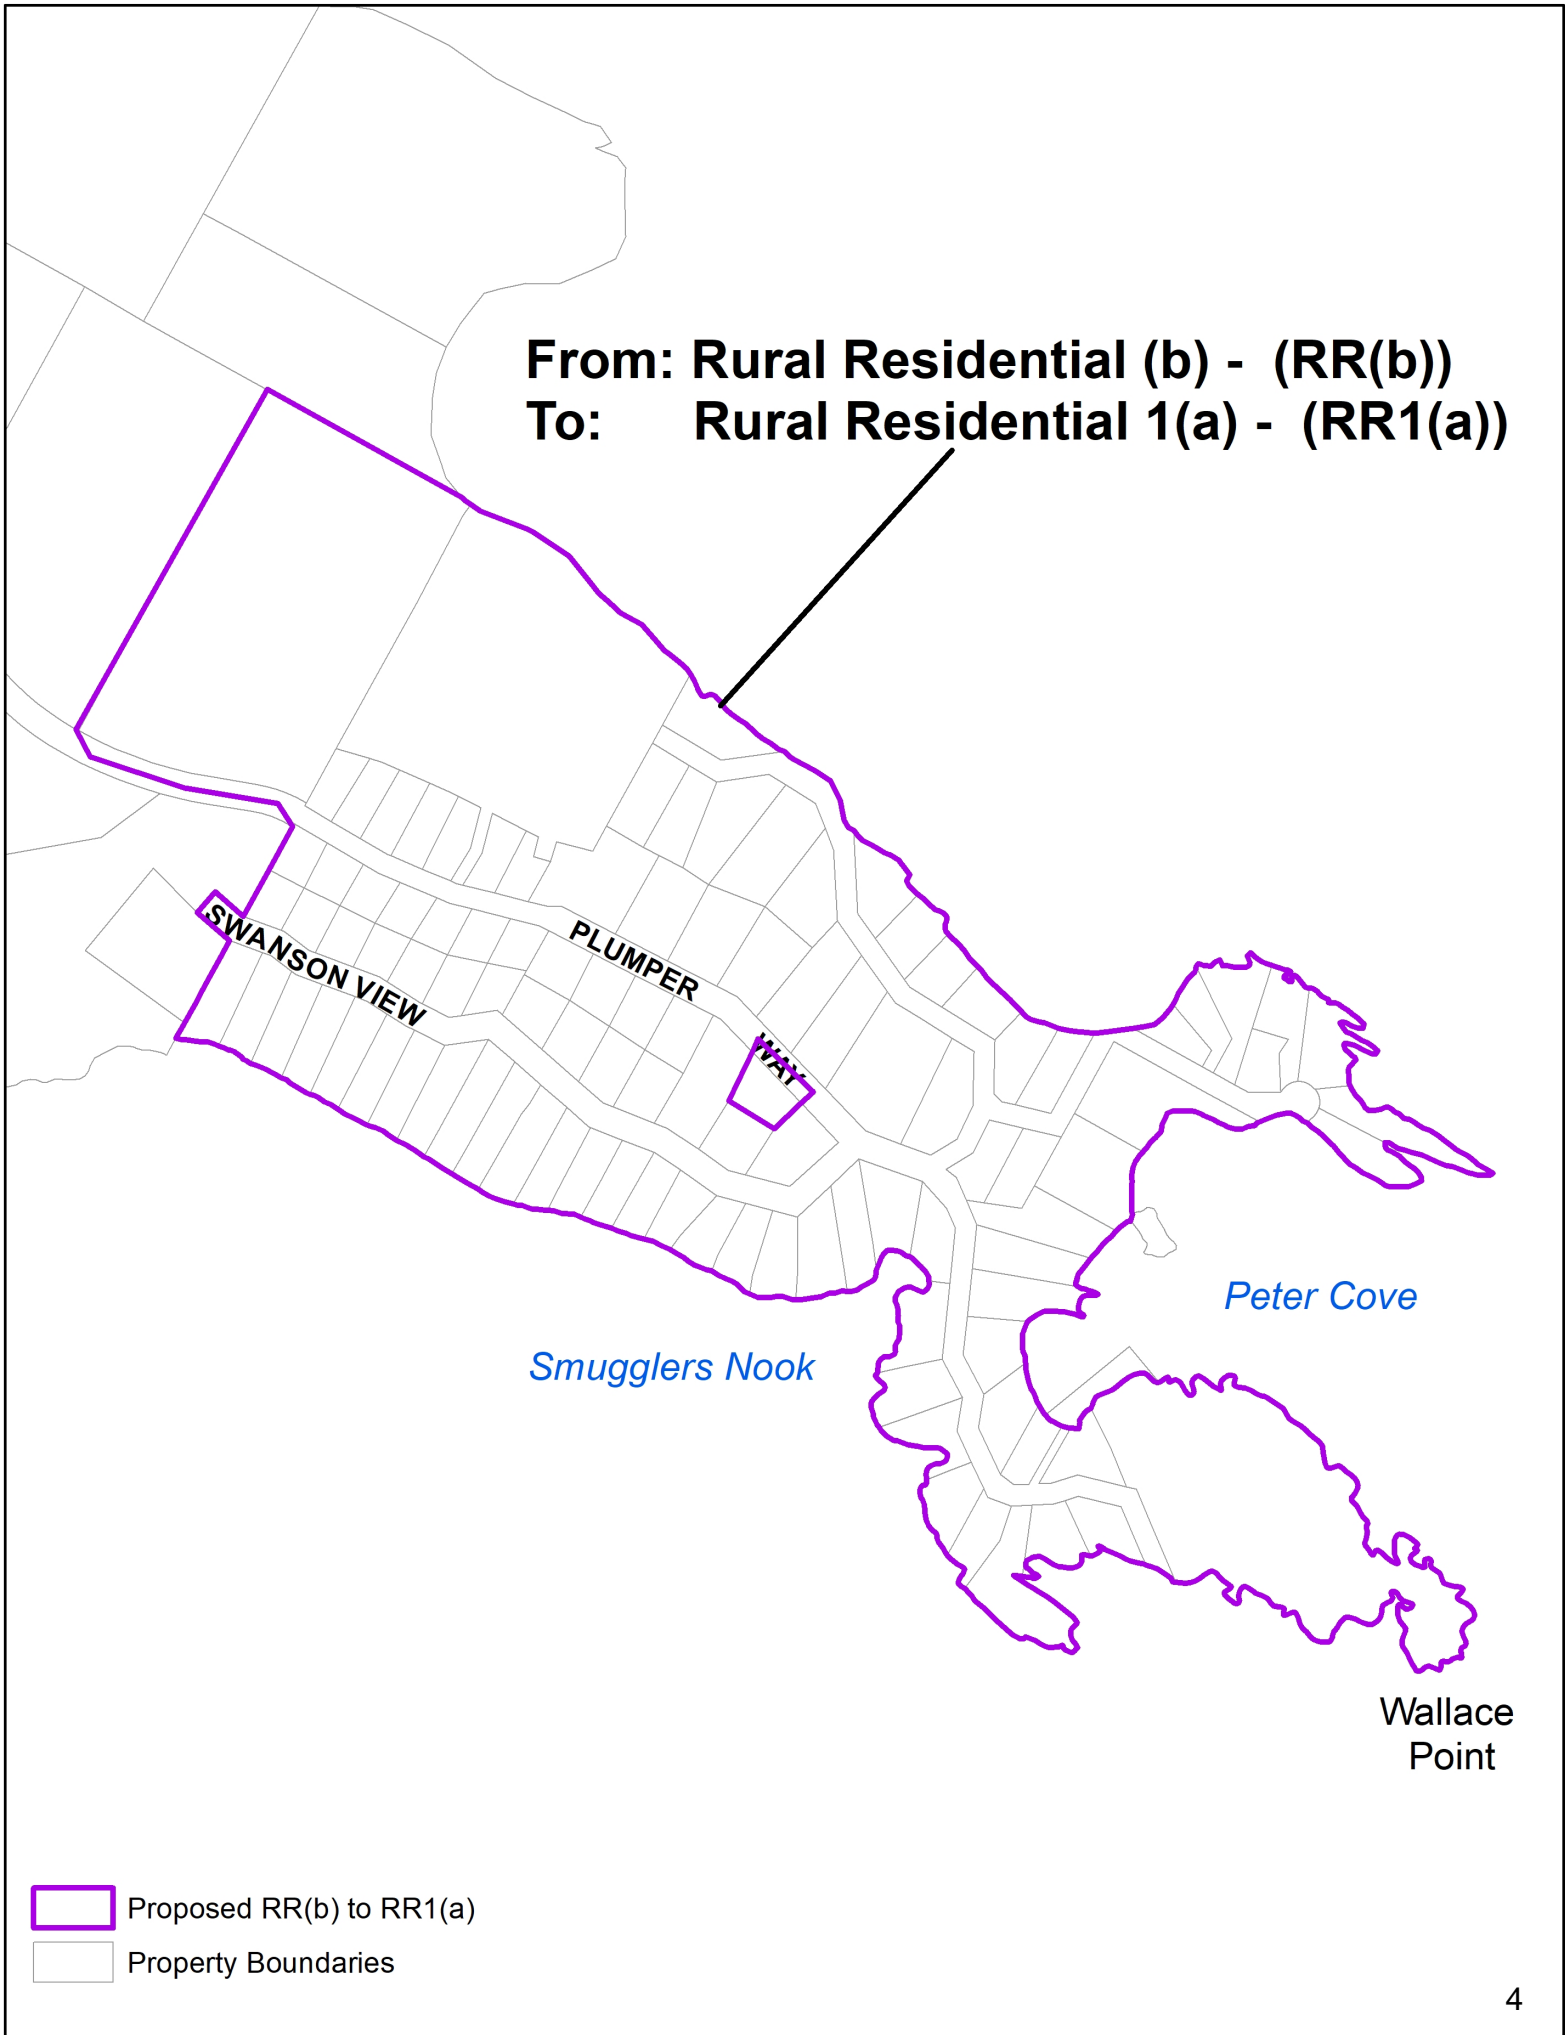 From: Rural Residential (b) - (RR(b))
To: Rural Residential 1(a) - (RR1(a))
SWANSON VIEW
PLUMPER
WAY
Peter Cove
Smugglers Nook
Wallace
Point
Proposed RR(b) to RR1(a)
Property Boundaries
4